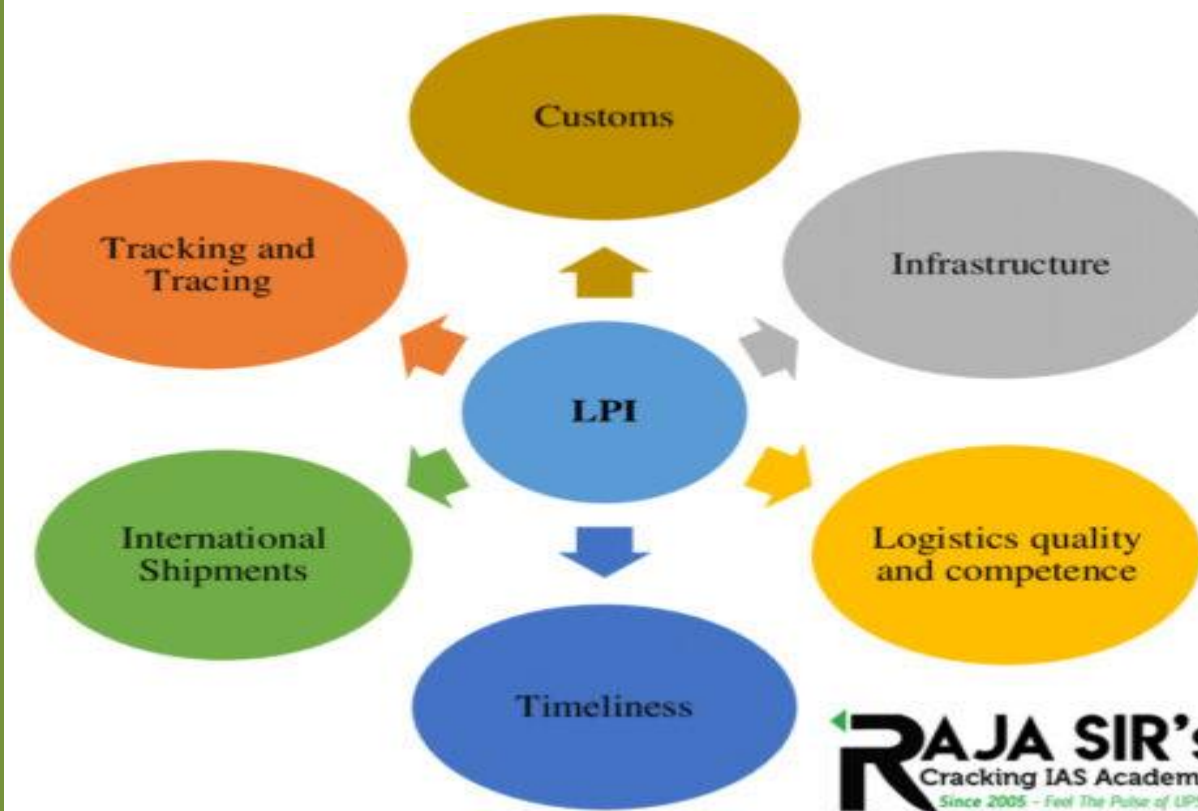 Customs
Tracking and
Tracing
Infrastructure
LPI
International
Shipments
Logistics quality
and competence
Timeliness
RAJA SIR's
Cracking IAS Academ
Since 2005 - Feel The Pulse of UP